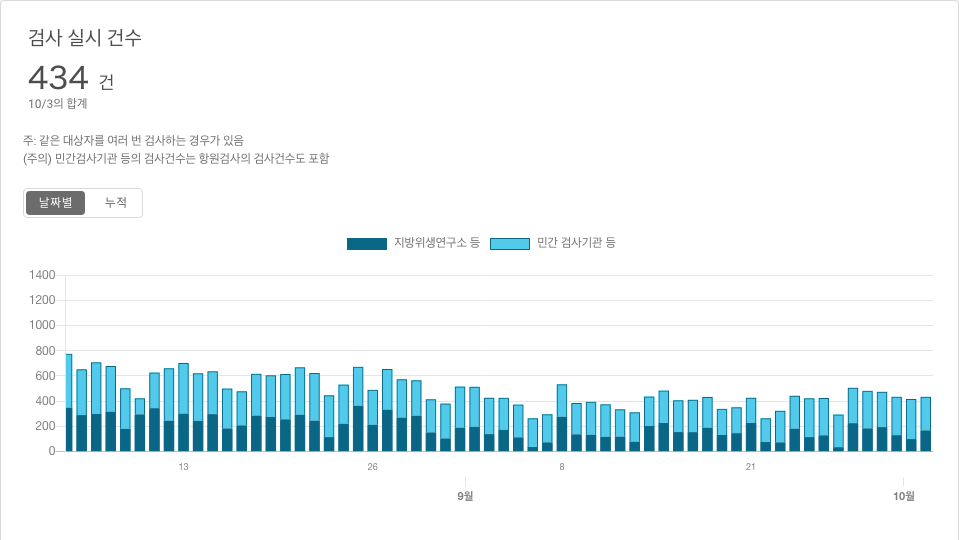 검사 실시 건수
434 건
10/3의 합계
주: 같은 대상자를 여러 번 검사하는 경우가 있음
(주의) 민간검사기관 등의 검사건수는 항원검사의 검사건수도 포함
날짜별 누적
지방위생연구소 등 민간 검사기관 등
1400
1200
1000
800
600
400
200
0
13 26 8 21
9월 10월